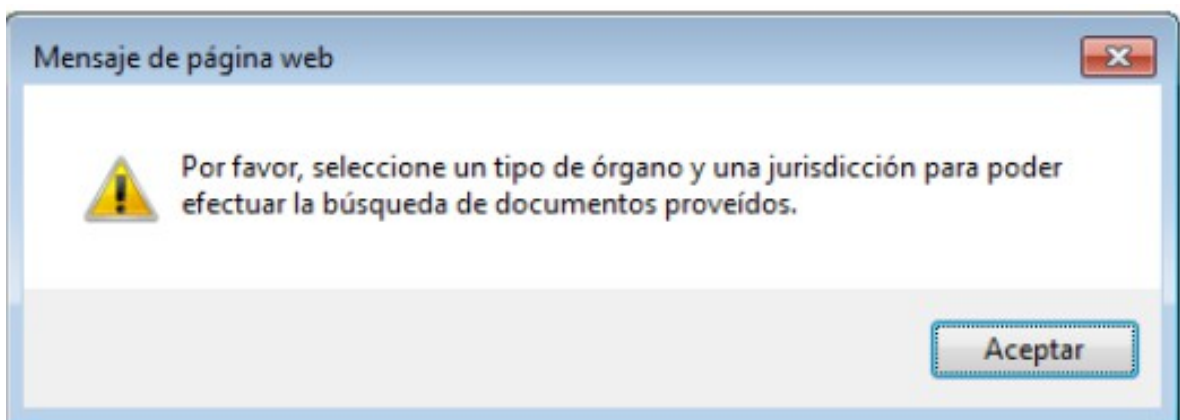 Mensaje de página web
Por favor, seleccione un tipo de órgano y una jurisdicción para poder
efectuar la búsqueda de documentos proveídos.
Aceptar